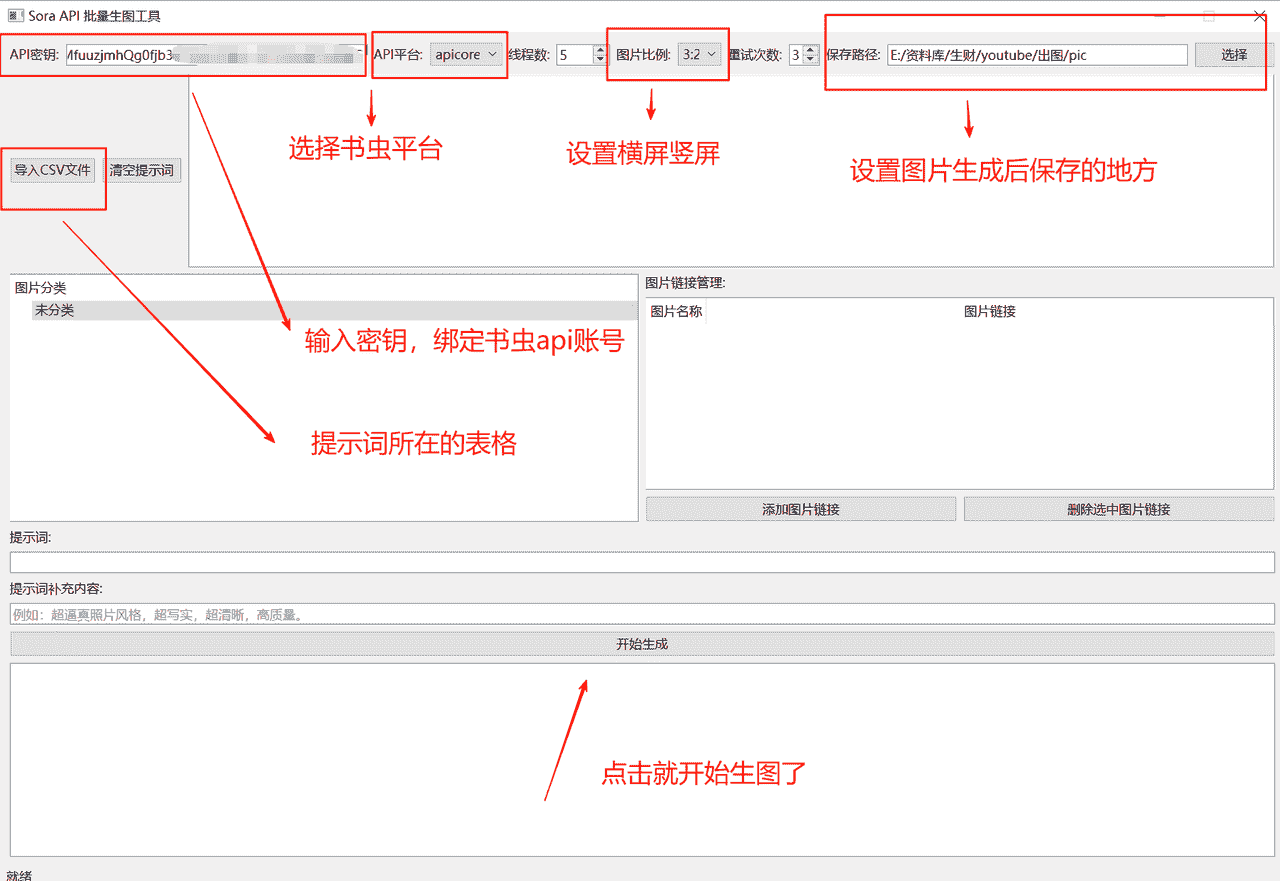 Sora API 批量生图工具
API密钥: fuuzjmhQg0fjb3 API平台: apicore 线程数: 5 图片比例: 3:2 重试次数: 3 保存路径: E:/资料库/生财/youtube/出图/pic 选择
选择书虫平台
设置横屏竖屏
设置图片生成后保存的地方
导入CSV文件 清空提示词
图片分类
未分类
图片链接管理:
图片名称 图片链接
输入密钥，绑定书虫api账号
提示词所在的表格
添加图片链接 删除选中图片链接
提示词:
提示词补充内容:
例如：超逼真照片风格，超写实，超清晰，高质量。
开始生成
点击就开始生图了
就绪